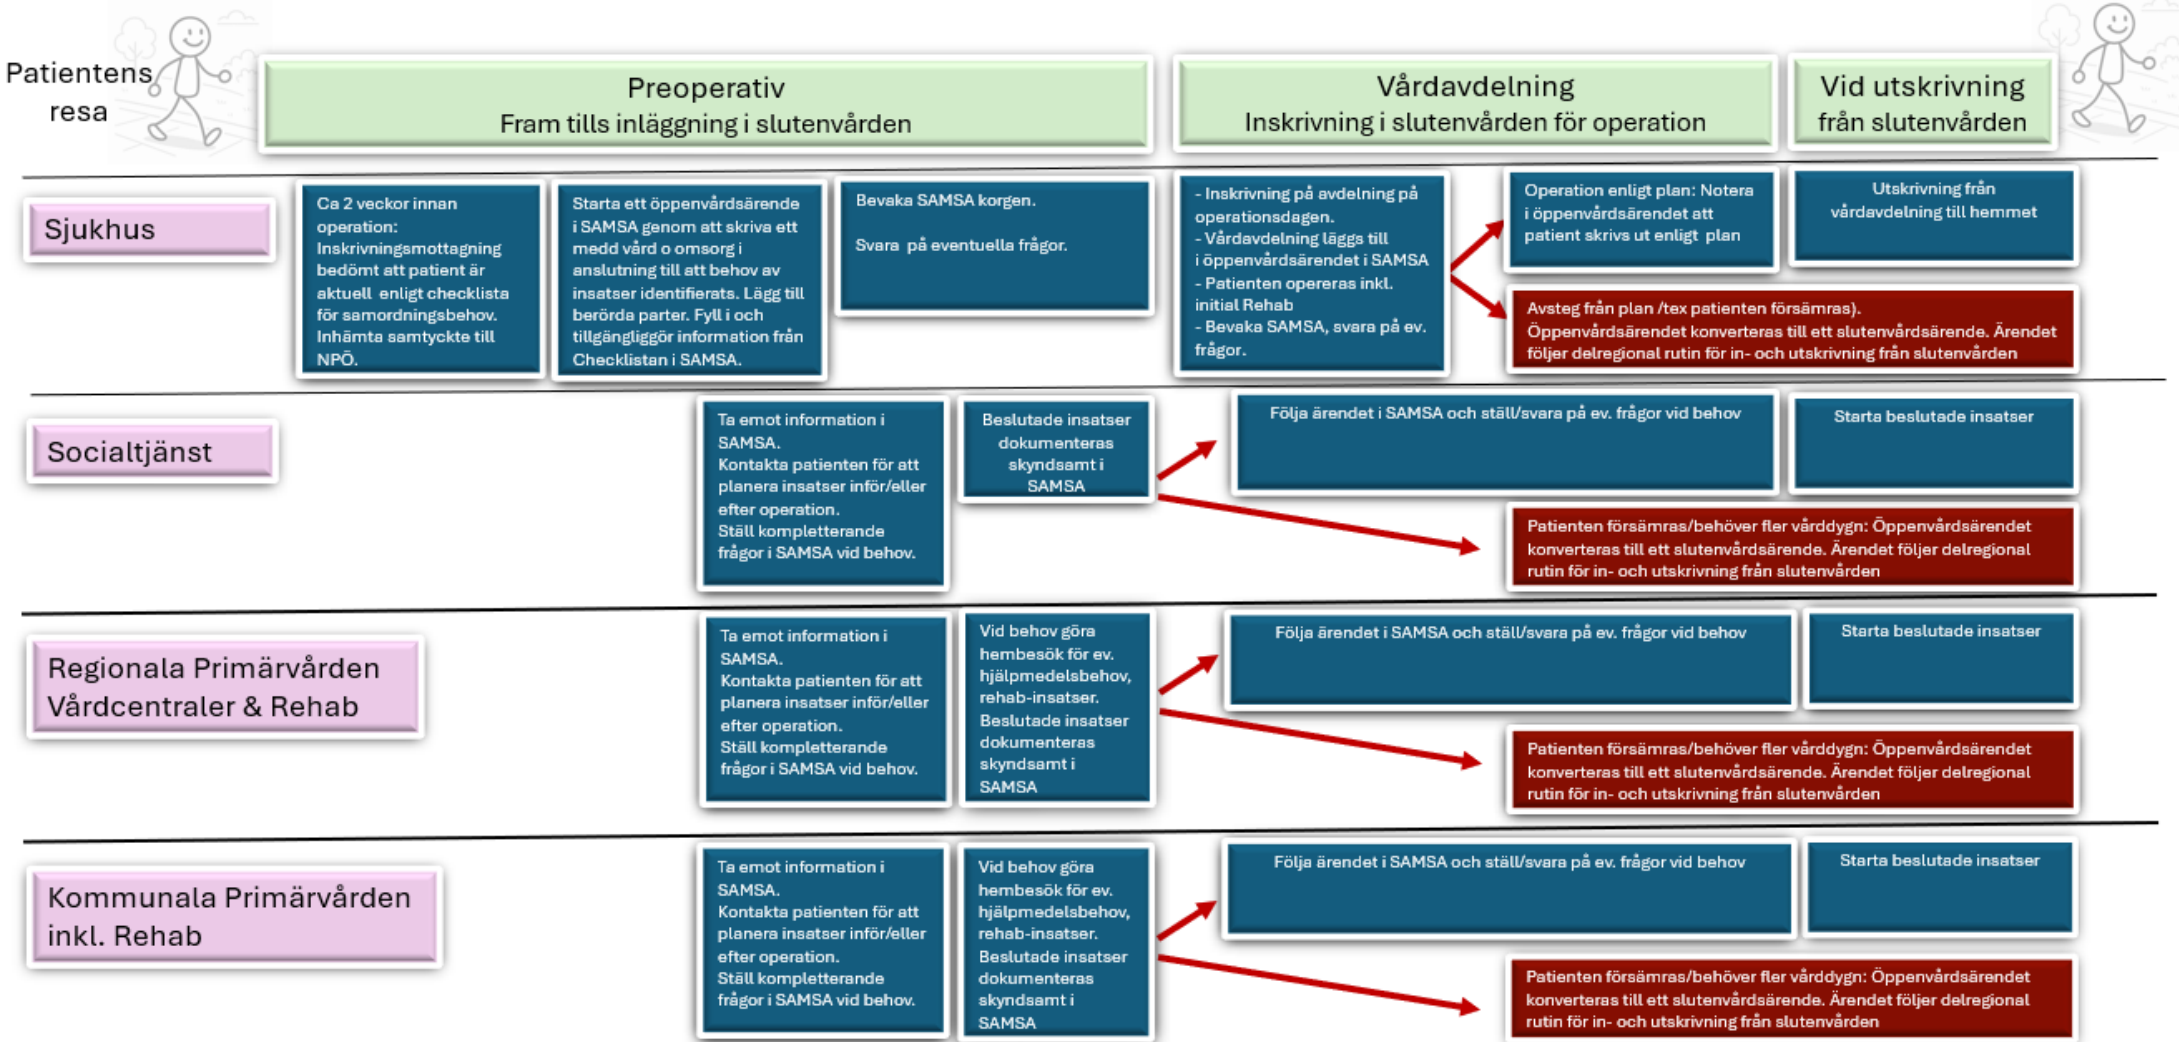 Patientens
resa
Preoperativ
Fram tills inläggning i slutenvården
Vårdavdelning
Inskrivning i slutenvården för operation
Vid utskrivning
från slutenvården
Sjukhus
Ca 2 veckor innan
operation:
Inskrivningsmottagning
bedömt att patient är
aktuell enligt checklista
för samordningsbehov.
Inhämta samtyckte till
NPÖ.
Starta ett öppenvårdsärende
i SAMSA genom att skriva ett
medd vård o omsorg i
anslutning till att behov av
insatser identifierats. Lägg till
berörda parter. Fyll i och
tillgängliggör information från
Checklistan i SAMSA.
Bevaka SAMSA korgen.
Svara på eventuella frågor.
- Inskrivning på avdelning på
operationsdagen.
- Vårdavdelning läggs till
i öppenvårdsärendet i SAMSA
- Patienten opereras inkl.
initial Rehab
- Bevaka SAMSA, svara på ev.
frågor.
Operation enligt plan: Notera
i öppenvårdsärendet att
patient skrivs ut enligt plan
Utskrivning från
vårdavdelning till hemmet
Avsteg från plan /tex patienten försämras).
Öppenvårdsärendet konverteras till ett slutenvårdsärende. Ärendet
följer delregional rutin för in- och utskrivning från slutenvården
Socialtjänst
Ta emot information i
SAMSA.
Kontakta patienten för att
planera insatser inför/eller
efter operation.
Ställ kompletterande
frågor i SAMSA vid behov.
Beslutade insatser
dokumenteras
skyndsamt i
SAMSA
Följa ärendet i SAMSA och ställ/svara på ev. frågor vid behov
Starta beslutade insatser
Patienten försämras/behöver fler vårddygn: Öppenvårdsärendet
konverteras till ett slutenvårdsärende. Ärendet följer delregional
rutin för in- och utskrivning från slutenvården
Regionala Primärvården
Vårdcentraler & Rehab
Ta emot information i
SAMSA.
Kontakta patienten för att
planera insatser inför/eller
efter operation.
Ställ kompletterande
frågor i SAMSA vid behov.
Vid behov göra
hembesök för ev.
hjälpmedelsbehov,
rehab-insatser.
Beslutade insatser
dokumenteras
skyndsamt i
SAMSA
Följa ärendet i SAMSA och ställ/svara på ev. frågor vid behov
Starta beslutade insatser
Patienten försämras/behöver fler vårddygn: Öppenvårdsärendet
konverteras till ett slutenvårdsärende. Ärendet följer delregional
rutin för in- och utskrivning från slutenvården
Kommunala Primärvården
inkl. Rehab
Ta emot information i
SAMSA.
Kontakta patienten för att
planera insatser inför/eller
efter operation.
Ställ kompletterande
frågor i SAMSA vid behov.
Vid behov göra
hembesök för ev.
hjälpmedelsbehov,
rehab-insatser.
Beslutade insatser
dokumenteras
skyndsamt i
SAMSA
Följa ärendet i SAMSA och ställ/svara på ev. frågor vid behov
Starta beslutade insatser
Patienten försämras/behöver fler vårddygn: Öppenvårdsärendet
konverteras till ett slutenvårdsärende. Ärendet följer delregional
rutin för in- och utskrivning från slutenvården